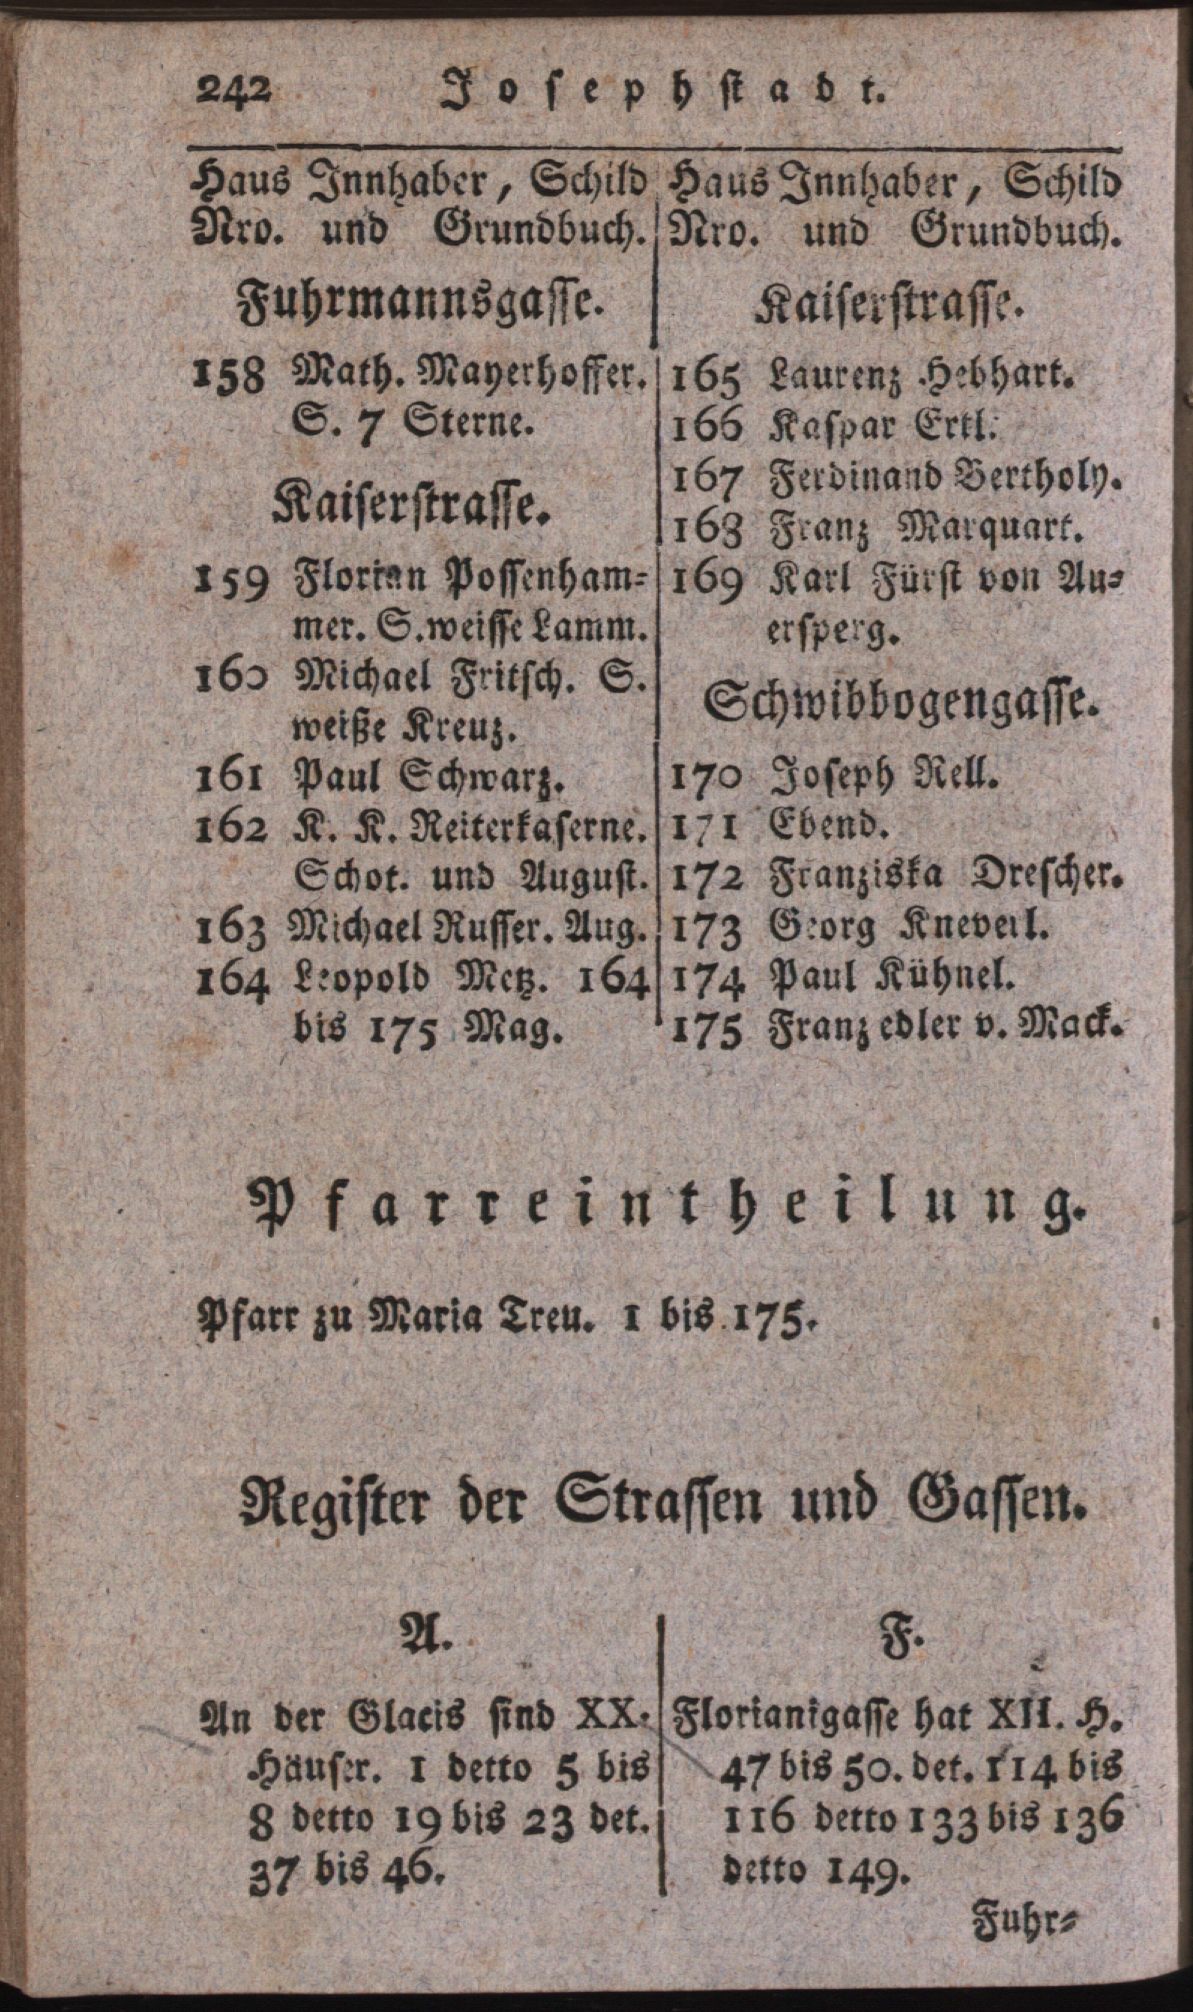 242 Josephstadt.
Haus Innhaber, Schild
Nro. und Grundbuch.
Fuhrmannsgasse.
158 Math. Mayerhoffer.
S. 7 Sterne.
Kaiserstrasse.
159 Florian Possenham-
mer. S. weisse Lamm.
160 Michael Fritsch. S.
weiße Kreuz.
161 Paul Schwarz.
162 K. K. Reiterkaserne.
Schot. und August.
163 Michael Russer. Aug.
164 Leopold Metz. 164
bis 175 Mag.
Haus Innhaber, Schild
Nro. und Grundbuch.
Kaiserstrasse.
165 Laurenz Hebhart.
166 Kaspar Ertl.
167 Ferdinand Bertholy.
168 Franz Marquart.
169 Karl Fürst von Au-
ersperg.
Schwibbogengasse.
170 Joseph Rell.
171 Ebend.
172 Franziska Drescher.
173 Georg Kneveil.
174 Paul Kühnel.
175 Franz edler v. Mack.
Pfarreintheilung.
Pfarr zu Maria Treu. 1 bis 175.
Register der Strassen und Gassen.
A.
An der Glacis sind XX.
Häuser. 1 detto 5 bis
8 detto 19 bis 23 det.
37 bis 46.
F.
Florianigasse hat XII. H.
47 bis 50. det. 114 bis
116 detto 133 bis 136
detto 149.
Fuhr-